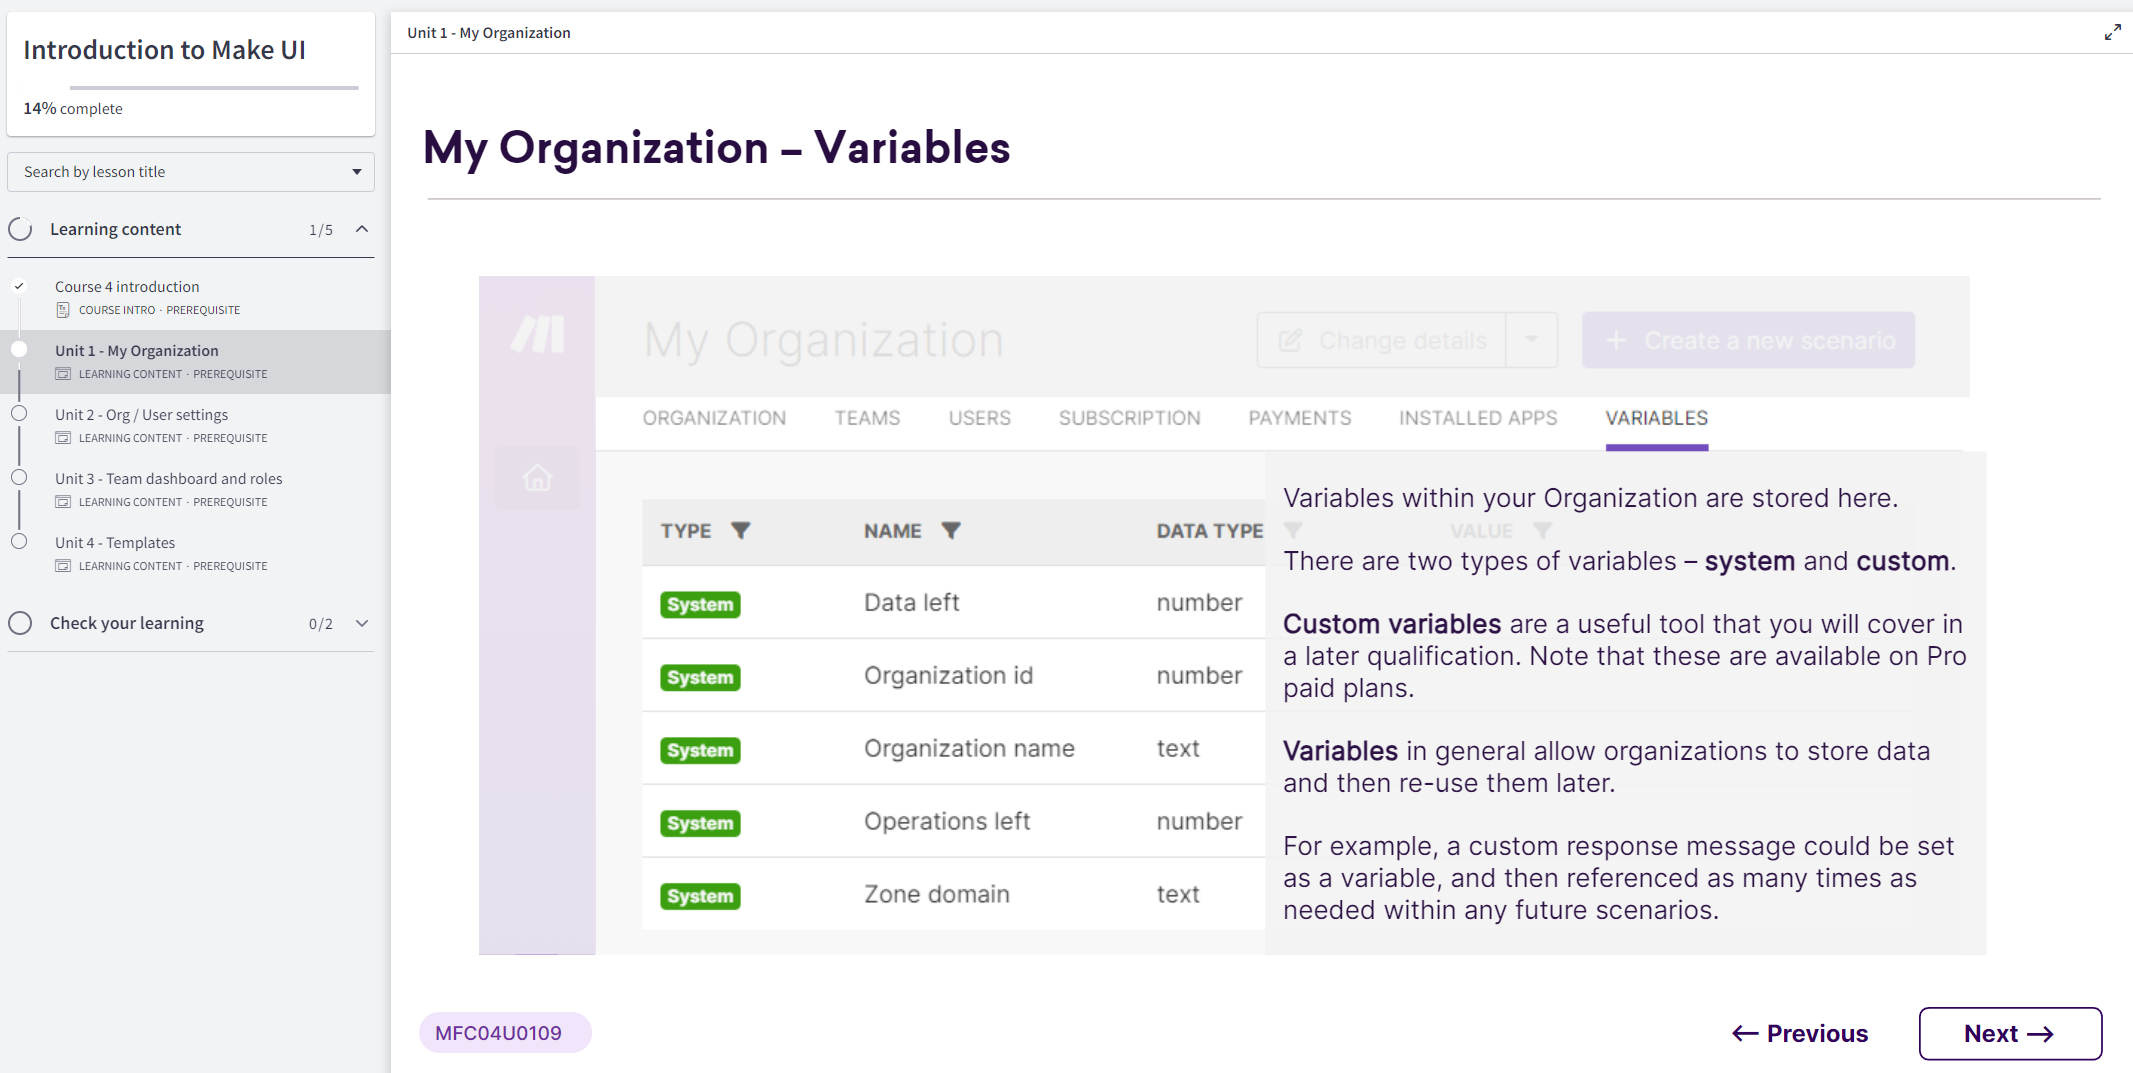 Introduction to Make UI
14% complete
Search by lesson title
Learning content 1/5
Course 4 introduction
COURSE INTRO · PREREQUISITE
Unit 1 - My Organization
LEARNING CONTENT · PREREQUISITE
Unit 2 - Org / User settings
LEARNING CONTENT · PREREQUISITE
Unit 3 - Team dashboard and roles
LEARNING CONTENT · PREREQUISITE
Unit 4 - Templates
LEARNING CONTENT · PREREQUISITE
Check your learning 0/2
Unit 1 - My Organization
My Organization – Variables
My Organization
Change details
+ Create a new scenario
ORGANIZATION TEAMS USERS SUBSCRIPTION PAYMENTS INSTALLED APPS VARIABLES
TYPE NAME DATA TYPE VALUE
System Data left number
System Organization id number
System Organization name text
System Operations left number
System Zone domain text
Variables within your Organization are stored here.
There are two types of variables – system and custom.
Custom variables are a useful tool that you will cover in
a later qualification. Note that these are available on Pro
paid plans.
Variables in general allow organizations to store data
and then re-use them later.
For example, a custom response message could be set
as a variable, and then referenced as many times as
needed within any future scenarios.
MFC04U0109
← Previous
Next →